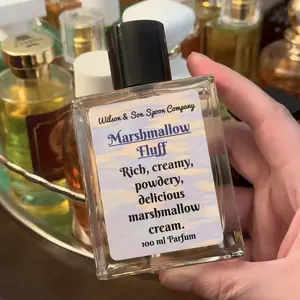 Wilson & Son Spoon Company
Marshmallow
Fluff
Rich, creamy,
powdery,
delicious
marshmallow
cream.
100 ml Parfum